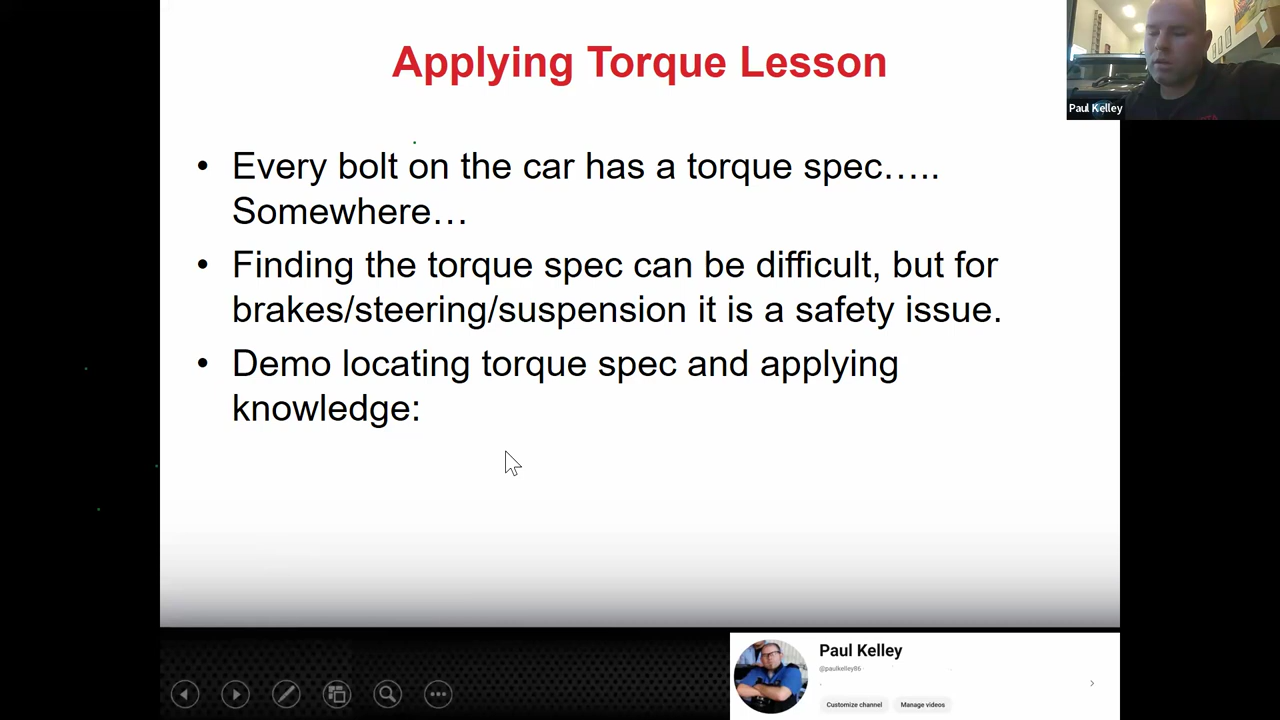 Applying Torque Lesson
Paul Kelley
• Every bolt on the car has a torque spec…..
Somewhere…
• Finding the torque spec can be difficult, but for
brakes/steering/suspension it is a safety issue.
• Demo locating torque spec and applying
knowledge:
Paul Kelley
@paulkelley86
Customize channel Manage videos